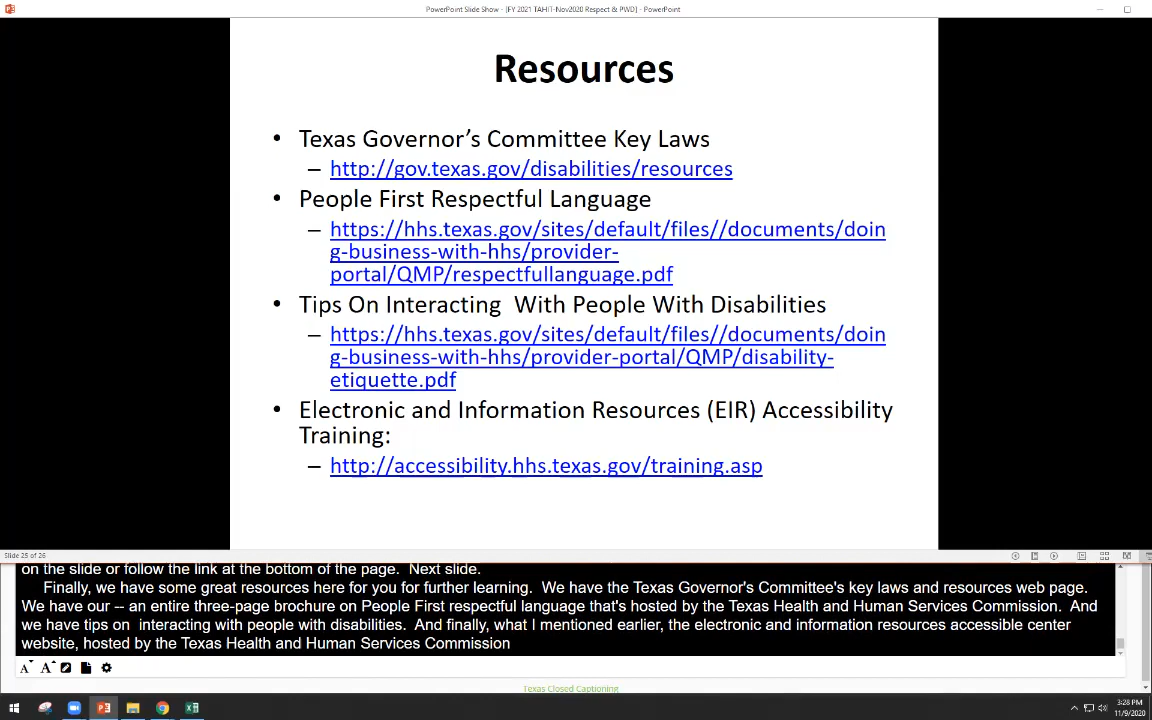 PowerPoint Slide Show - [FY 2021 TAHIT-Nov2020 Respect & PWD] - PowerPoint
Resources
• Texas Governor's Committee Key Laws
– http://gov.texas.gov/disabilities/resources
• People First Respectful Language
– https://hhs.texas.gov/sites/default/files//documents/doin
g-business-with-hhs/provider-
portal/QMP/respectfullanguage.pdf
• Tips On Interacting  With People With Disabilities
– https://hhs.texas.gov/sites/default/files//documents/doin
g-business-with-hhs/provider-portal/QMP/disability-
etiquette.pdf
• Electronic and Information Resources (EIR) Accessibility
Training:
– http://accessibility.hhs.texas.gov/training.asp
Slide 25 of 26
on the slide or follow the link at the bottom of the page.  Next slide.
Finally, we have some great resources here for you for further learning.  We have the Texas Governor's Committee's key laws and resources web page.
We have our -- an entire three-page brochure on People First respectful language that's hosted by the Texas Health and Human Services Commission.  And
we have tips on  interacting with people with disabilities.  And finally, what I mentioned earlier, the electronic and information resources accessible center
website, hosted by the Texas Health and Human Services Commission
A A
Texas Closed Captioning
3:28 PM
11/9/2020